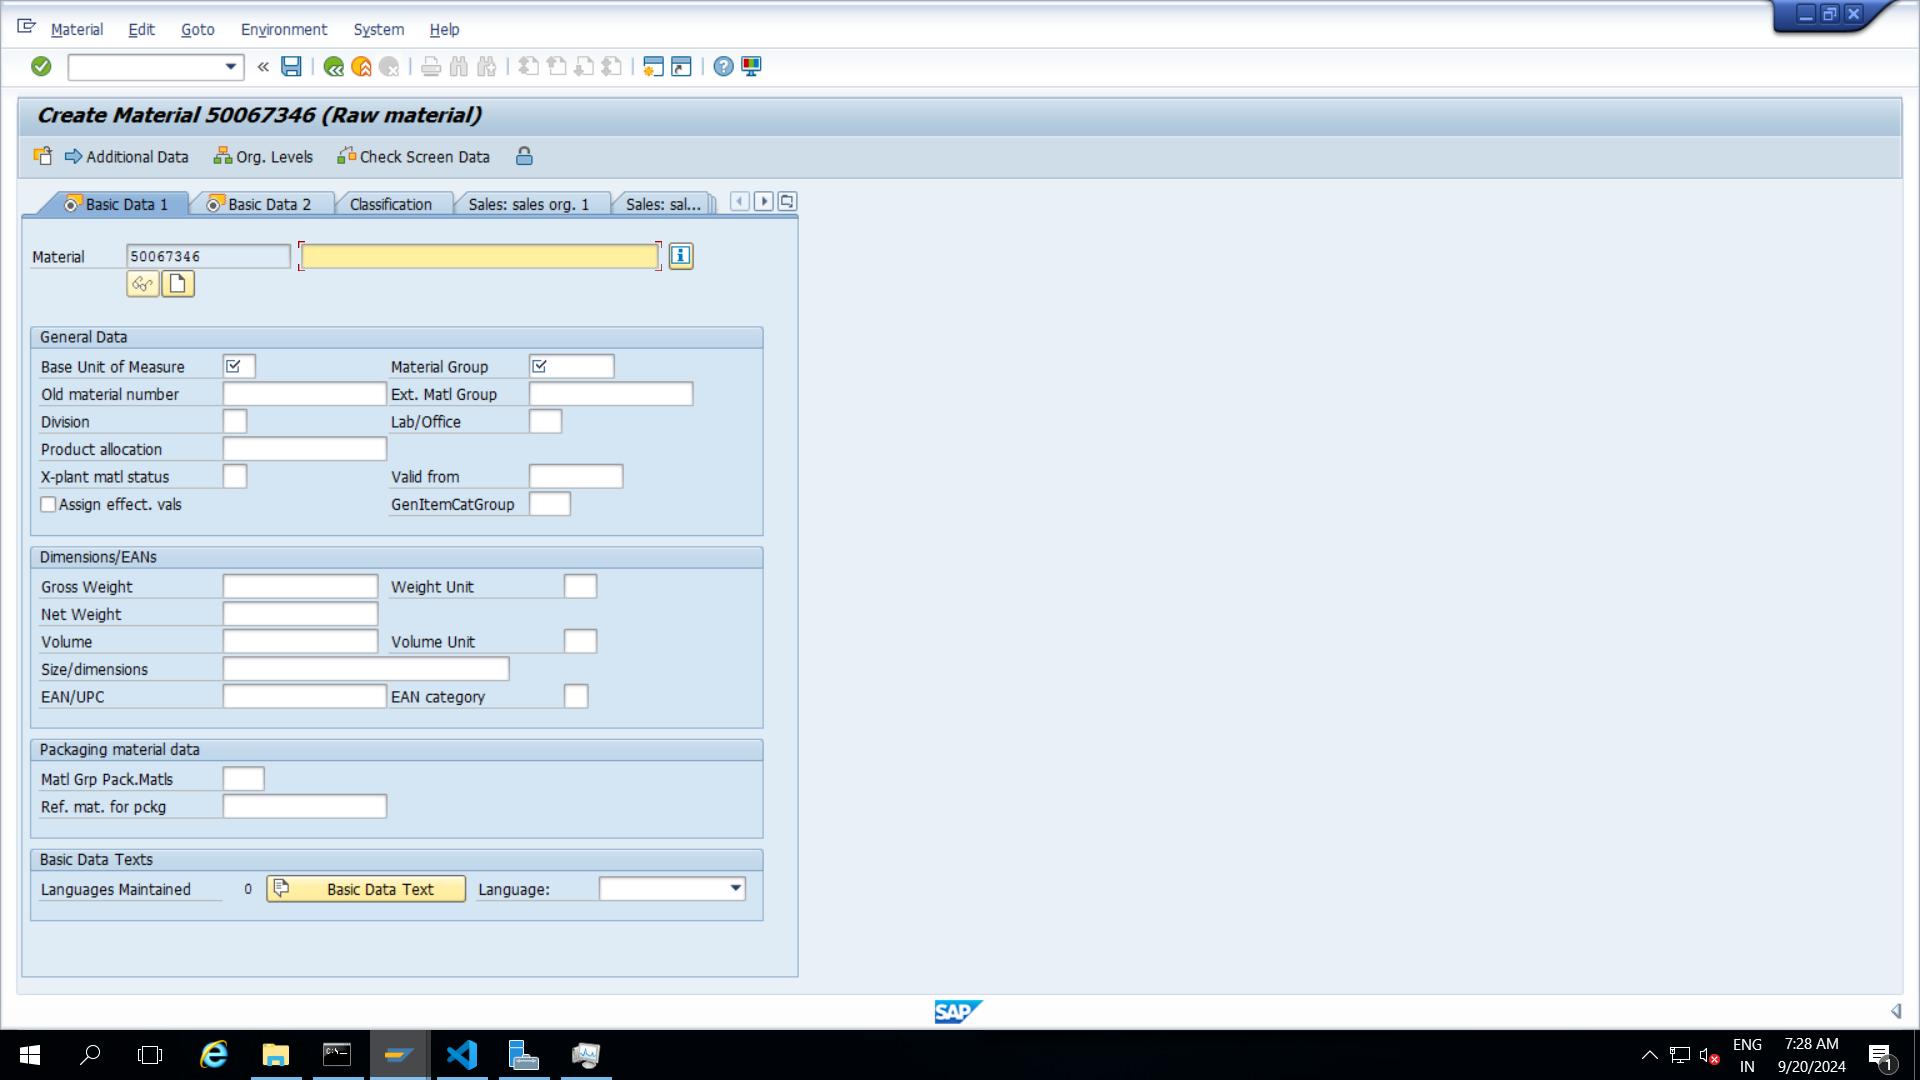 Material Edit Goto Environment System Help
Create Material 50067346 (Raw material)
Additional Data Org. Levels Check Screen Data
Basic Data 1 Basic Data 2 Classification Sales: sales org. 1 Sales: sal...
Material 50067346
General Data
Base Unit of Measure Material Group
Old material number Ext. Matl Group
Division Lab/Office
Product allocation
X-plant matl status Valid from
Assign effect. vals GenItemCatGroup
Dimensions/EANs
Gross Weight Weight Unit
Net Weight
Volume Volume Unit
Size/dimensions
EAN/UPC EAN category
Packaging material data
Matl Grp Pack.Matls
Ref. mat. for pckg
Basic Data Texts
Languages Maintained 0 Basic Data Text Language:
SAP
ENG 7:28 AM
IN 9/20/2024 1